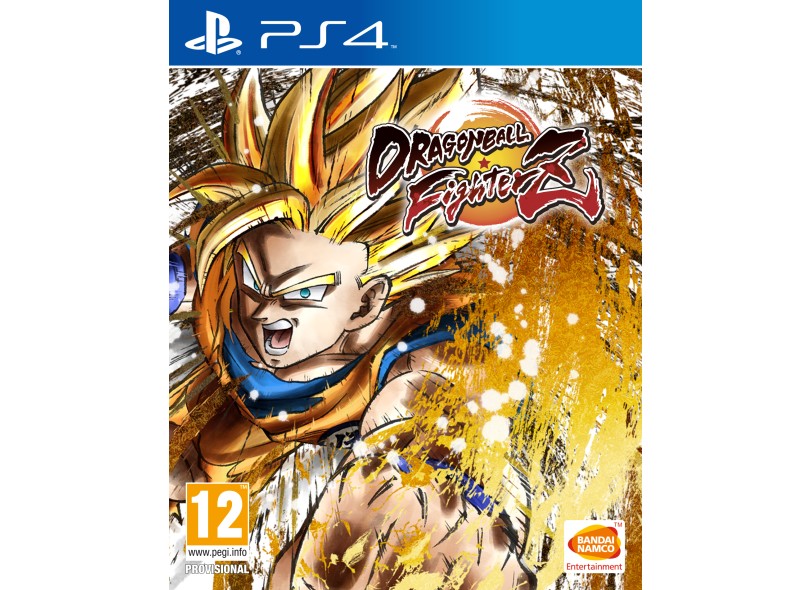 PS4
DRAGONBALL
FighterZ
12
www.pegi.info
PROVISIONAL
BANDAI
NAMCO
Entertainment